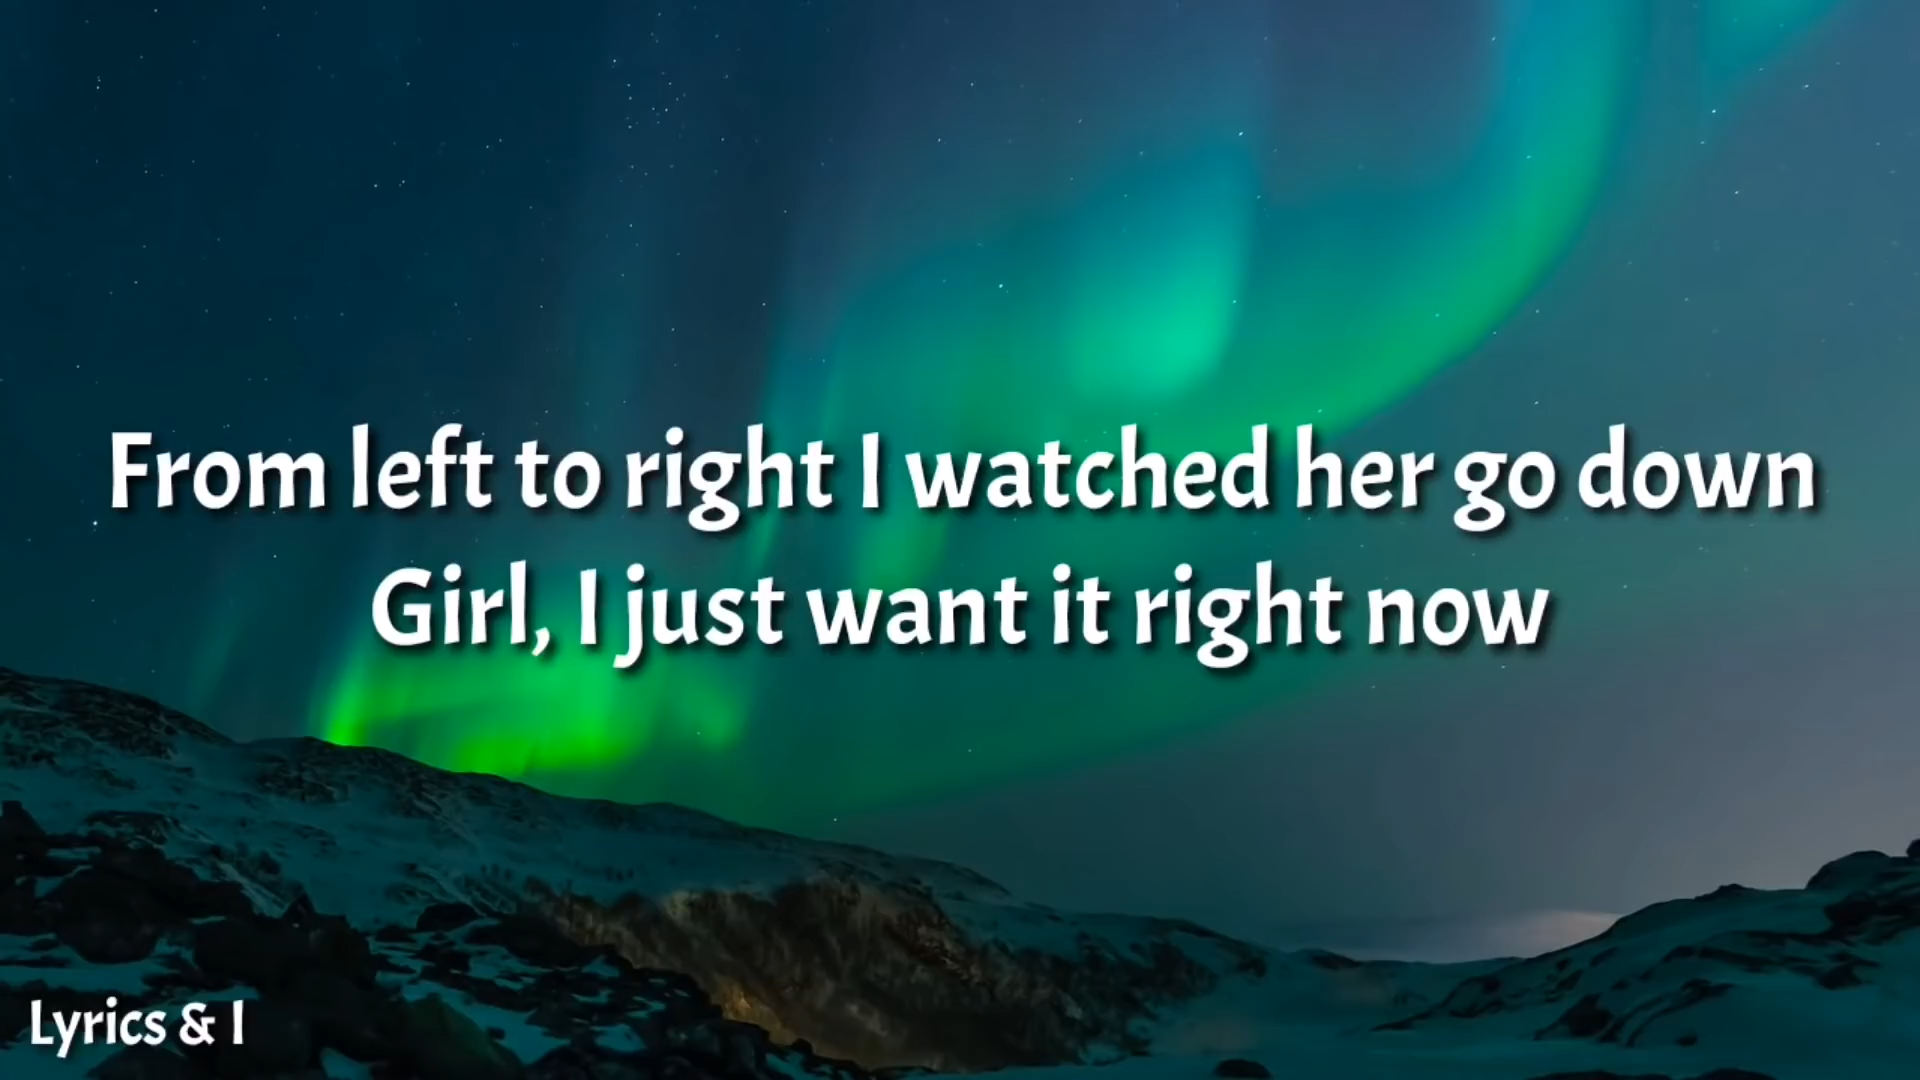 From left to right I watched her go down
Girl, I just want it right now
Lyrics & I